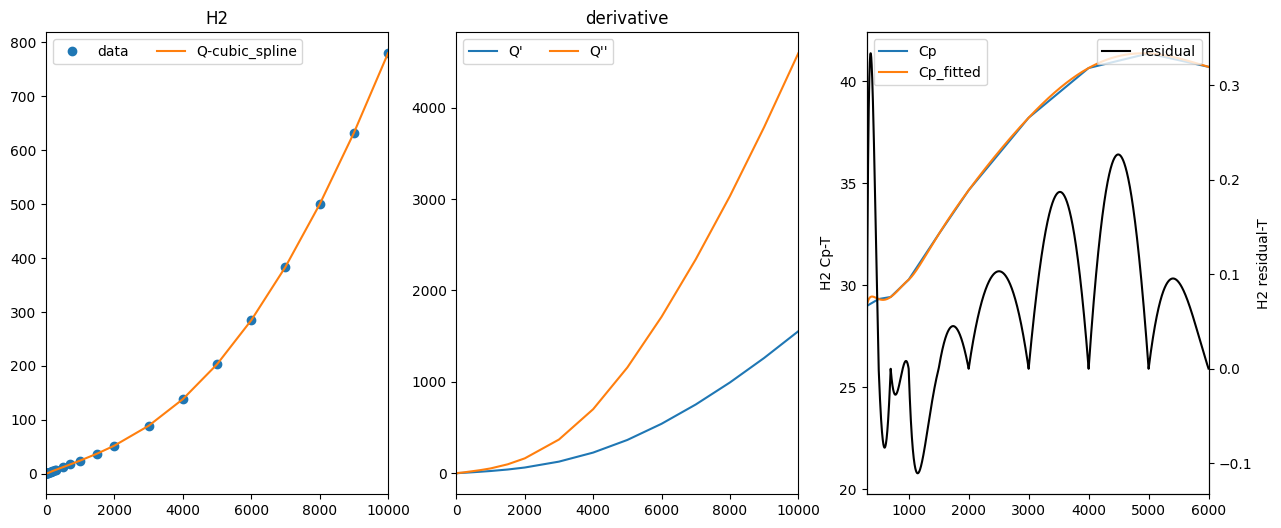 H2
data
Q-cubic_spline
800
700
600
500
400
300
200
100
0
0 2000 4000 6000 8000 10000
derivative
Q'
Q''
4000
3000
2000
1000
0
0 2000 4000 6000 8000 10000
Cp
Cp_fitted
residual
H2 Cp-T
40
35
30
25
20
1000 2000 3000 4000 5000 6000
0.3
0.2
0.1
0.0
−0.1
H2 residual-T